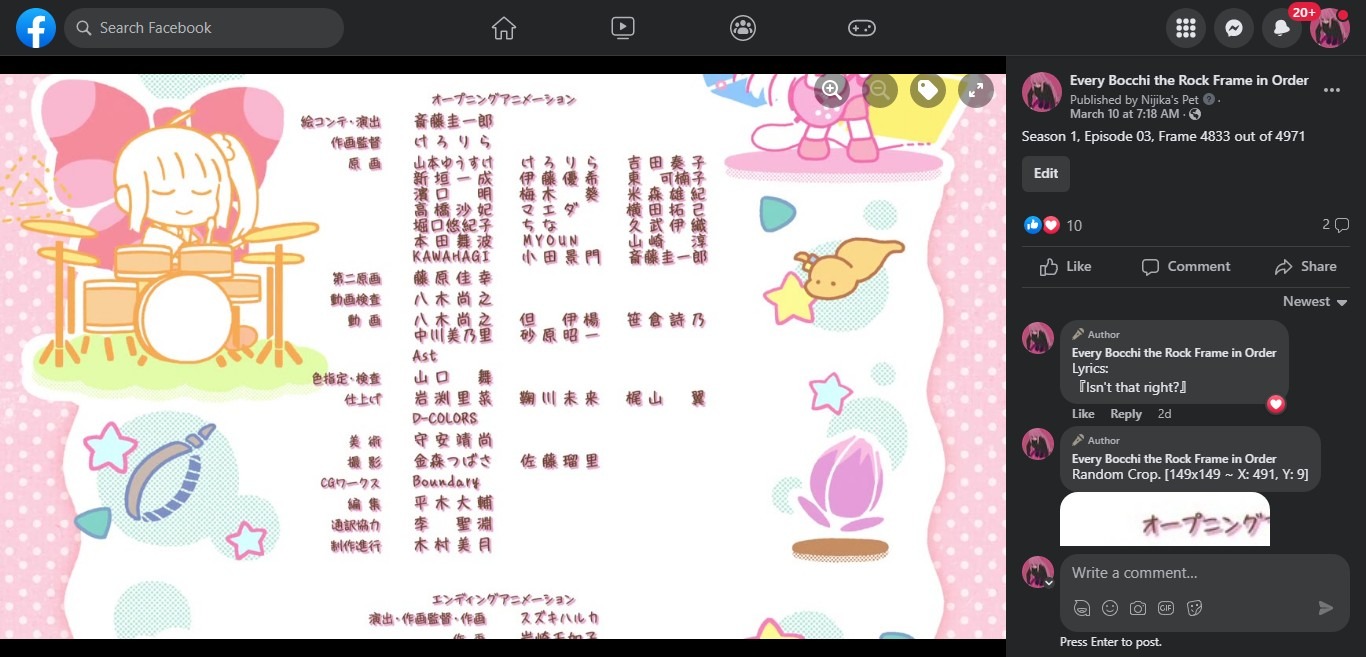 Search Facebook
20+
オープニングアニメーション
絵コンテ・演出 斎藤圭一郎
作画監督 けろりら
原画 山本ゆうすけ けろりら 吉田奏子
新垣一成 伊藤優希 東 可楠子
濱口 明 梅木 葵 米森雄紀
高橋沙妃 マエダ 横田拓己
堀口悠紀子 ちな 久武伊織
本田舞波 MYOUN 山崎 淳
KAWAHAGI 小田景門 斎藤圭一郎
第二原画 藤原佳幸
動画検査 八木尚之
動画 八木尚之 但 伊楊 笹倉詩乃
中川美乃里 砂原昭一
Ast
色指定・検査 山口 舞
仕上げ 岩渕里菜 鞠川未来 梶山 翼
D-COLORS
美術 守安靖尚
撮影 金森つばさ 佐藤瑠里
CGワークス Boundary
編集 平木大輔
通訳協力 李 聖淵
制作進行 木村美月
エンディングアニメーション
演出・作画監督・作画 スズキハルカ
Every Bocchi the Rock Frame in Order
Published by Nijika's Pet
March 10 at 7:18 AM
Season 1, Episode 03, Frame 4833 out of 4971
Edit
10
2
Like Comment Share
Newest
Author
Every Bocchi the Rock Frame in Order
Lyrics:
『Isn't that right?』
Like Reply 2d
Author
Every Bocchi the Rock Frame in Order
Random Crop. [149x149 ~ X: 491, Y: 9]
オープニング
Write a comment...
GIF
Press Enter to post.